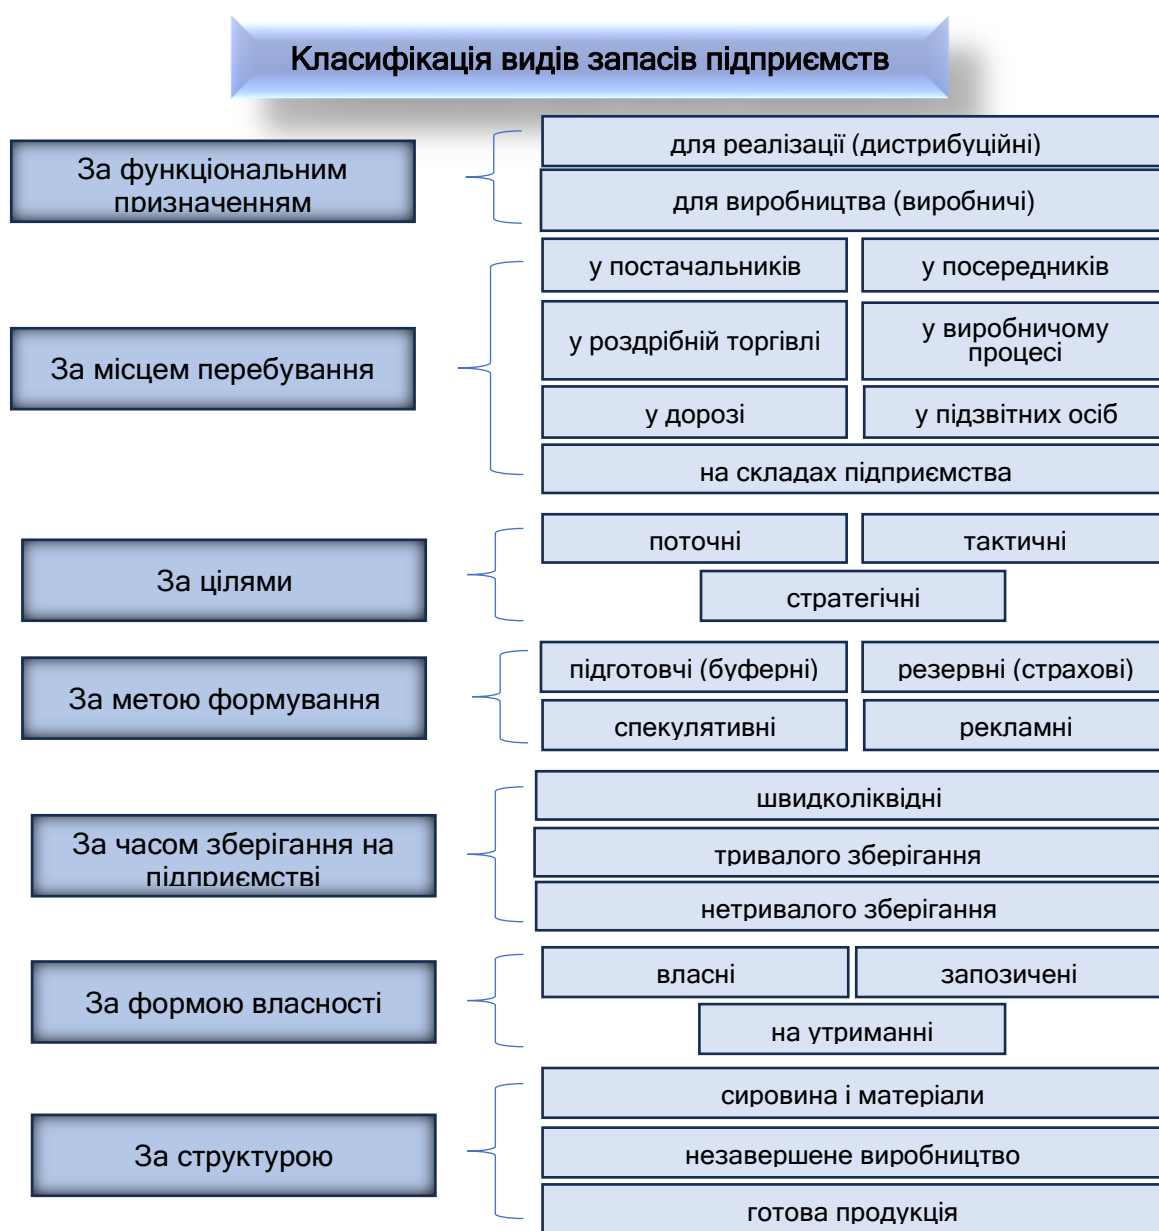 Класифікація видів запасів підприємств
За функціональним
призначенням
для реалізації (дистрибуційні)
для виробництва (виробничі)
За місцем перебування
у постачальників
у посередників
у роздрібній торгівлі
у виробничому
процесі
у дорозі
у підзвітних осіб
на складах підприємства
За цілями
поточні
тактичні
стратегічні
За метою формування
підготовчі (буферні)
резервні (страхові)
спекулятивні
рекламні
За часом зберігання на
підприємстві
швидколіквідні
тривалого зберігання
нетривалого зберігання
За формою власності
власні
запозичені
на утриманні
За структурою
сировина і матеріали
незавершене виробництво
готова продукція